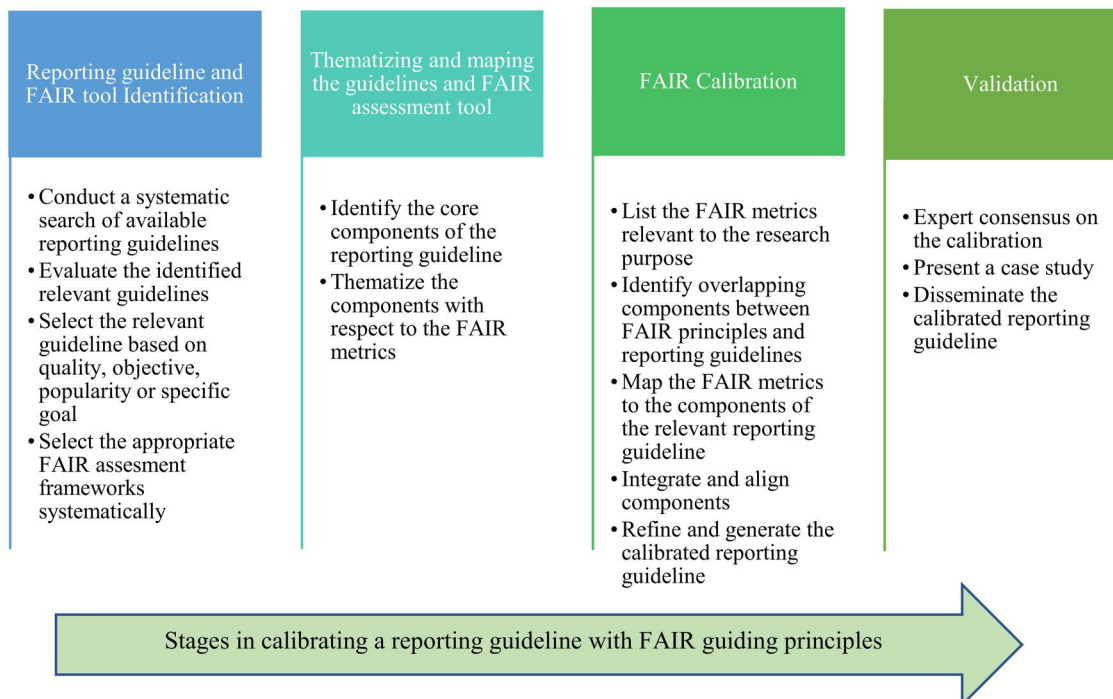 Reporting guideline and
FAIR tool Identification
• Conduct a systematic
search of available
reporting guidelines
• Evaluate the identified
relevant guidelines
• Select the relevant
guideline based on
quality, objective,
popularity or specific
goal
• Select the appropriate
FAIR assesment
frameworks
systematically
Thematizing and maping
the guidelines and FAIR
assessment tool
• Identify the core
components of the
reporting guideline
• Thematize the
components with
respect to the FAIR
metrics
FAIR Calibration
• List the FAIR metrics
relevant to the research
purpose
• Identify overlapping
components between
FAIR principles and
reporting guidelines
• Map the FAIR metrics
to the components of
the relevant reporting
guideline
• Integrate and align
components
• Refine and generate the
calibrated reporting
guideline
Validation
• Expert consensus on
the calibration
• Present a case study
• Disseminate the
calibrated reporting
guideline
Stages in calibrating a reporting guideline with FAIR guiding principles